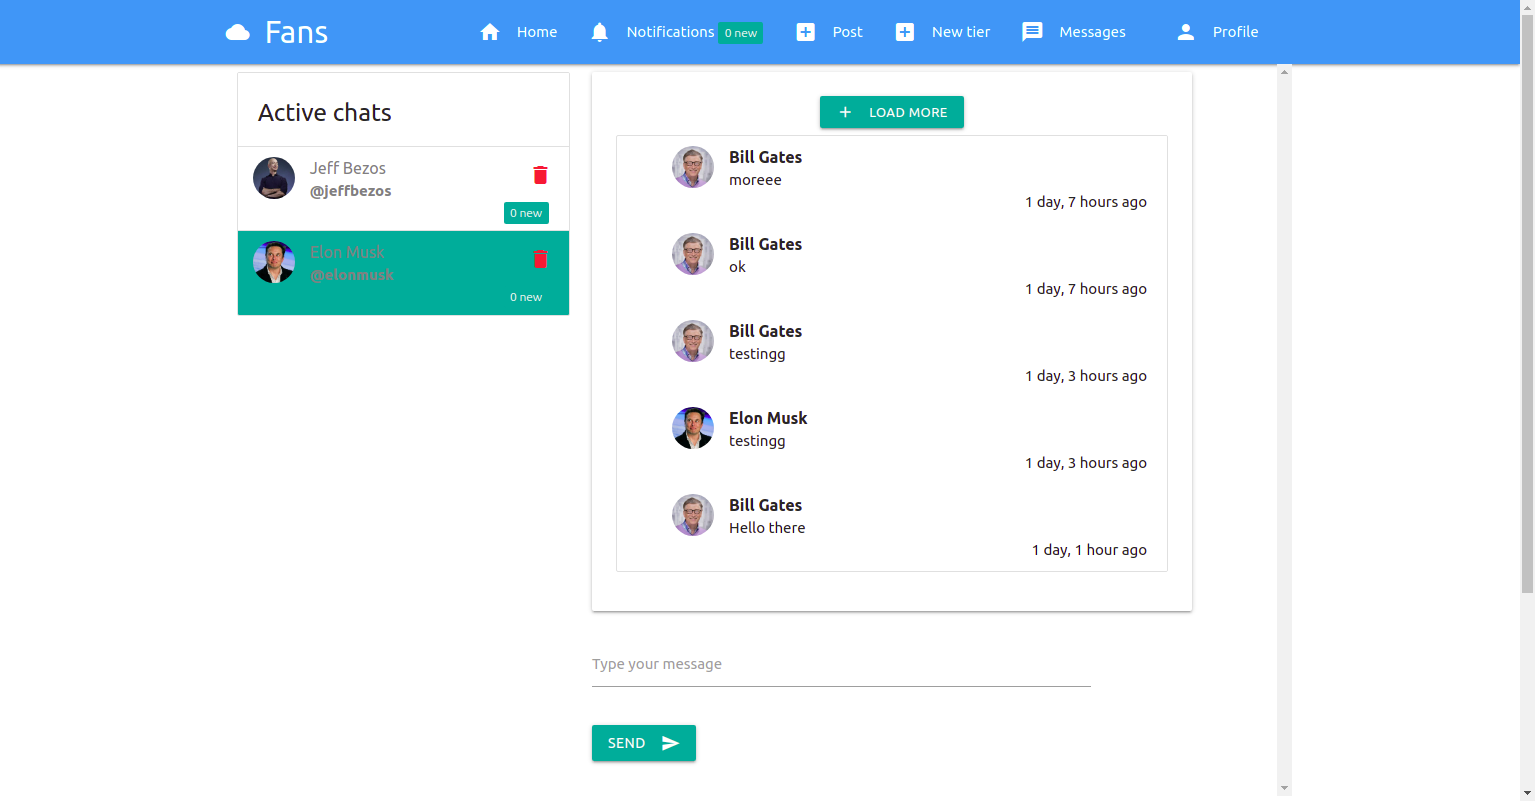 Fans
Home
Notifications 0 new
Post
New tier
Messages
Profile
Active chats
Jeff Bezos
@jeffbezos
0 new
Elon Musk
@elonmusk
0 new
LOAD MORE
Bill Gates
moreee
1 day, 7 hours ago
Bill Gates
ok
1 day, 7 hours ago
Bill Gates
testingg
1 day, 3 hours ago
Elon Musk
testingg
1 day, 3 hours ago
Bill Gates
Hello there
1 day, 1 hour ago
Type your message
SEND